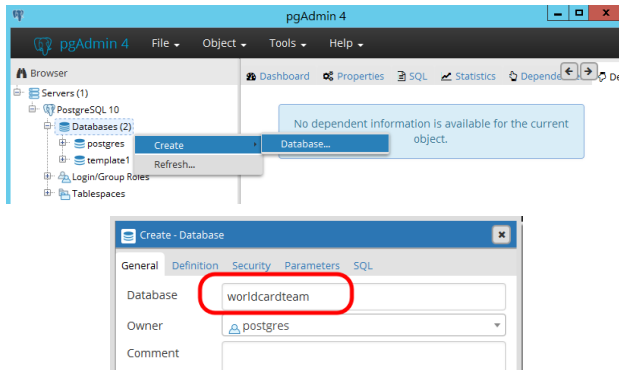 pgAdmin 4
pgAdmin 4 File Object Tools Help
Browser
Dashboard Properties SQL Statistics De
Servers (1)
PostgreSQL 10
Databases (2)
postgres
template1
Login/Group Roles
Tablespaces
Create
Refresh...
Database...
No dependent information is available for the current
object.
Create - Database
General Definition Security Parameters SQL
Database worldcardteam
Owner postgres
Comment